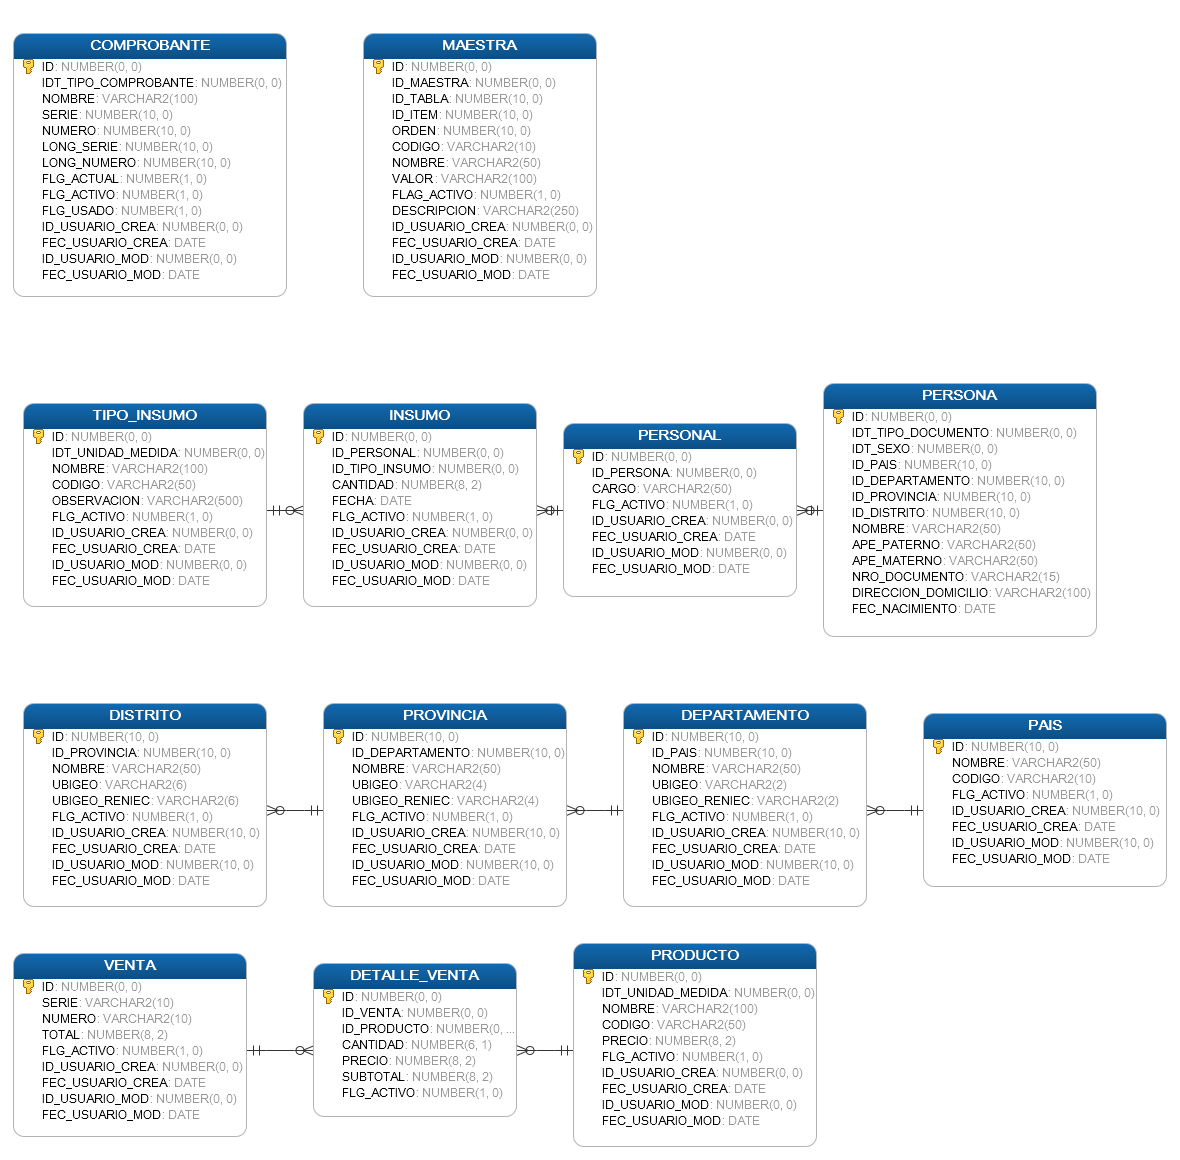 COMPROBANTE
ID: NUMBER(0, 0)
IDT_TIPO_COMPROBANTE: NUMBER(0, 0)
NOMBRE: VARCHAR2(100)
SERIE: NUMBER(10, 0)
NUMERO: NUMBER(10, 0)
LONG_SERIE: NUMBER(10, 0)
LONG_NUMERO: NUMBER(10, 0)
FLG_ACTUAL: NUMBER(1, 0)
FLG_ACTIVO: NUMBER(1, 0)
FLG_USADO: NUMBER(1, 0)
ID_USUARIO_CREA: NUMBER(0, 0)
FEC_USUARIO_CREA: DATE
ID_USUARIO_MOD: NUMBER(0, 0)
FEC_USUARIO_MOD: DATE
MAESTRA
ID: NUMBER(0, 0)
ID_MAESTRA: NUMBER(0, 0)
ID_TABLA: NUMBER(10, 0)
ID_ITEM: NUMBER(10, 0)
ORDEN: NUMBER(10, 0)
CODIGO: VARCHAR2(10)
NOMBRE: VARCHAR2(50)
VALOR: VARCHAR2(100)
FLAG_ACTIVO: NUMBER(1, 0)
DESCRIPCION: VARCHAR2(250)
ID_USUARIO_CREA: NUMBER(0, 0)
FEC_USUARIO_CREA: DATE
ID_USUARIO_MOD: NUMBER(0, 0)
FEC_USUARIO_MOD: DATE
TIPO_INSUMO
ID: NUMBER(0, 0)
IDT_UNIDAD_MEDIDA: NUMBER(0, 0)
NOMBRE: VARCHAR2(100)
CODIGO: VARCHAR2(50)
OBSERVACION: VARCHAR2(500)
FLG_ACTIVO: NUMBER(1, 0)
ID_USUARIO_CREA: NUMBER(0, 0)
FEC_USUARIO_CREA: DATE
ID_USUARIO_MOD: NUMBER(0, 0)
FEC_USUARIO_MOD: DATE
INSUMO
ID: NUMBER(0, 0)
ID_PERSONAL: NUMBER(0, 0)
ID_TIPO_INSUMO: NUMBER(0, 0)
CANTIDAD: NUMBER(8, 2)
FECHA: DATE
FLG_ACTIVO: NUMBER(1, 0)
ID_USUARIO_CREA: NUMBER(0, 0)
FEC_USUARIO_CREA: DATE
ID_USUARIO_MOD: NUMBER(0, 0)
FEC_USUARIO_MOD: DATE
PERSONAL
ID: NUMBER(0, 0)
ID_PERSONA: NUMBER(0, 0)
CARGO: VARCHAR2(50)
FLG_ACTIVO: NUMBER(1, 0)
ID_USUARIO_CREA: NUMBER(0, 0)
FEC_USUARIO_CREA: DATE
ID_USUARIO_MOD: NUMBER(0, 0)
FEC_USUARIO_MOD: DATE
PERSONA
ID: NUMBER(0, 0)
IDT_TIPO_DOCUMENTO: NUMBER(0, 0)
IDT_SEXO: NUMBER(0, 0)
ID_PAIS: NUMBER(10, 0)
ID_DEPARTAMENTO: NUMBER(10, 0)
ID_PROVINCIA: NUMBER(10, 0)
ID_DISTRITO: NUMBER(10, 0)
NOMBRE: VARCHAR2(50)
APE_PATERNO: VARCHAR2(50)
APE_MATERNO: VARCHAR2(50)
NRO_DOCUMENTO: VARCHAR2(15)
DIRECCION_DOMICILIO: VARCHAR2(100)
FEC_NACIMIENTO: DATE
DISTRITO
ID: NUMBER(10, 0)
ID_PROVINCIA: NUMBER(10, 0)
NOMBRE: VARCHAR2(50)
UBIGEO: VARCHAR2(6)
UBIGEO_RENIEC: VARCHAR2(6)
FLG_ACTIVO: NUMBER(1, 0)
ID_USUARIO_CREA: NUMBER(10, 0)
FEC_USUARIO_CREA: DATE
ID_USUARIO_MOD: NUMBER(10, 0)
FEC_USUARIO_MOD: DATE
PROVINCIA
ID: NUMBER(10, 0)
ID_DEPARTAMENTO: NUMBER(10, 0)
NOMBRE: VARCHAR2(50)
UBIGEO: VARCHAR2(4)
UBIGEO_RENIEC: VARCHAR2(4)
FLG_ACTIVO: NUMBER(1, 0)
ID_USUARIO_CREA: NUMBER(10, 0)
FEC_USUARIO_CREA: DATE
ID_USUARIO_MOD: NUMBER(10, 0)
FEC_USUARIO_MOD: DATE
DEPARTAMENTO
ID: NUMBER(10, 0)
ID_PAIS: NUMBER(10, 0)
NOMBRE: VARCHAR2(50)
UBIGEO: VARCHAR2(2)
UBIGEO_RENIEC: VARCHAR2(2)
FLG_ACTIVO: NUMBER(1, 0)
ID_USUARIO_CREA: NUMBER(10, 0)
FEC_USUARIO_CREA: DATE
ID_USUARIO_MOD: NUMBER(10, 0)
FEC_USUARIO_MOD: DATE
PAIS
ID: NUMBER(10, 0)
NOMBRE: VARCHAR2(50)
CODIGO: VARCHAR2(10)
FLG_ACTIVO: NUMBER(1, 0)
ID_USUARIO_CREA: NUMBER(10, 0)
FEC_USUARIO_CREA: DATE
ID_USUARIO_MOD: NUMBER(10, 0)
FEC_USUARIO_MOD: DATE
VENTA
ID: NUMBER(0, 0)
SERIE: VARCHAR2(10)
NUMERO: VARCHAR2(10)
TOTAL: NUMBER(8, 2)
FLG_ACTIVO: NUMBER(1, 0)
ID_USUARIO_CREA: NUMBER(0, 0)
FEC_USUARIO_CREA: DATE
ID_USUARIO_MOD: NUMBER(0, 0)
FEC_USUARIO_MOD: DATE
DETALLE_VENTA
ID: NUMBER(0, 0)
ID_VENTA: NUMBER(0, 0)
ID_PRODUCTO: NUMBER(0, ...
CANTIDAD: NUMBER(6, 1)
PRECIO: NUMBER(8, 2)
SUBTOTAL: NUMBER(8, 2)
FLG_ACTIVO: NUMBER(1, 0)
PRODUCTO
ID: NUMBER(0, 0)
IDT_UNIDAD_MEDIDA: NUMBER(0, 0)
NOMBRE: VARCHAR2(100)
CODIGO: VARCHAR2(50)
PRECIO: NUMBER(8, 2)
FLG_ACTIVO: NUMBER(1, 0)
ID_USUARIO_CREA: NUMBER(0, 0)
FEC_USUARIO_CREA: DATE
ID_USUARIO_MOD: NUMBER(0, 0)
FEC_USUARIO_MOD: DATE